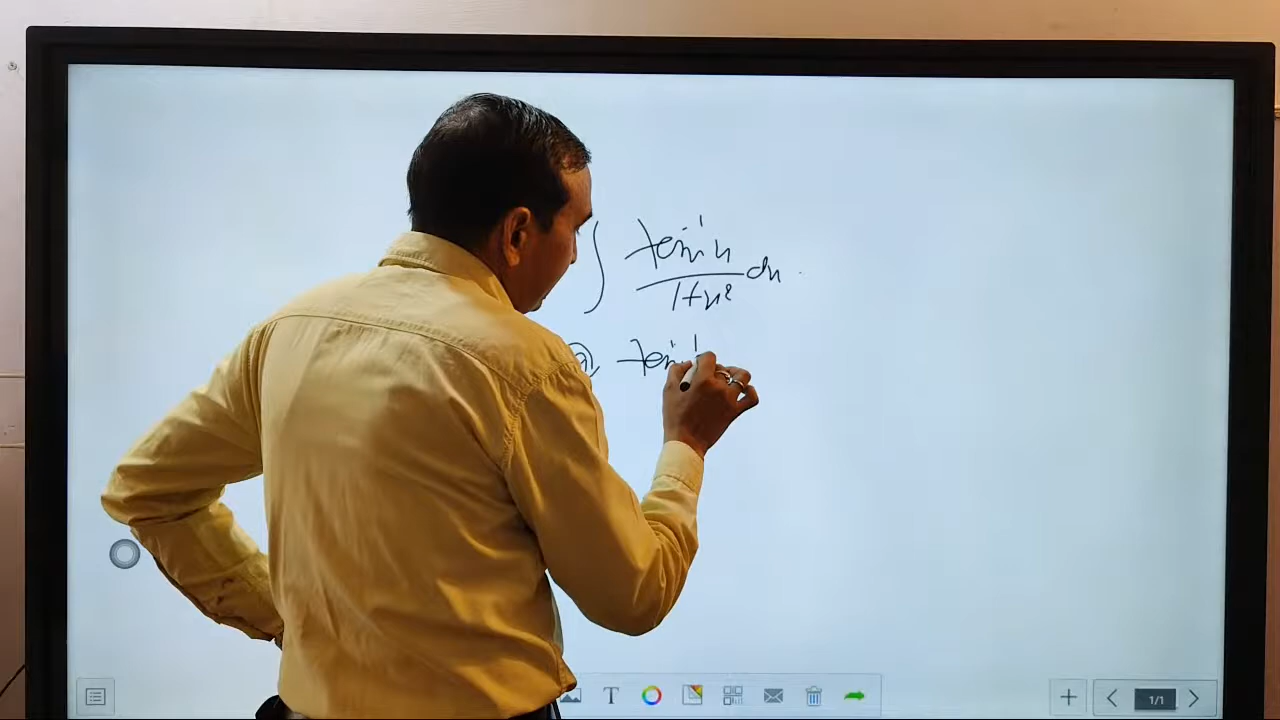 ∫ tan⁻¹x / 1+x² dx
tan⁻¹
T
1/1